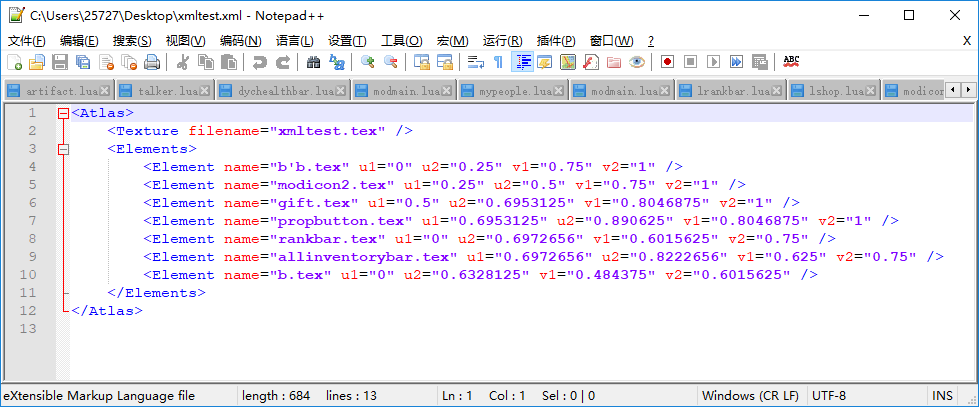 C:\Users\25727\Desktop\xmltest.xml - Notepad++
文件(F) 编辑(E) 搜索(S) 视图(V) 编码(N) 语言(L) 设置(T) 工具(O) 宏(M) 运行(R) 插件(P) 窗口(W) ? X
artifact.lua talker.lua dychealthbar.lua modmain.lua mypeople.lua modmain.lua lrankbar.lua lshop.lua modicon
1 <Atlas>
2 <Texture filename="xmltest.tex" />
3 <Elements>
4 <Element name="b'b.tex" u1="0" u2="0.25" v1="0.75" v2="1" />
5 <Element name="modicon2.tex" u1="0.25" u2="0.5" v1="0.75" v2="1" />
6 <Element name="gift.tex" u1="0.5" u2="0.6953125" v1="0.8046875" v2="1" />
7 <Element name="propbutton.tex" u1="0.6953125" u2="0.890625" v1="0.8046875" v2="1" />
8 <Element name="rankbar.tex" u1="0" u2="0.6972656" v1="0.6015625" v2="0.75" />
9 <Element name="allinventorybar.tex" u1="0.6972656" u2="0.8222656" v1="0.625" v2="0.75" />
10 <Element name="b.tex" u1="0" u2="0.6328125" v1="0.484375" v2="0.6015625" />
11 </Elements>
12 </Atlas>
13
eXtensible Markup Language file length : 684 lines : 13 Ln : 1 Col : 1 Sel : 0 | 0 Windows (CR LF) UTF-8 INS